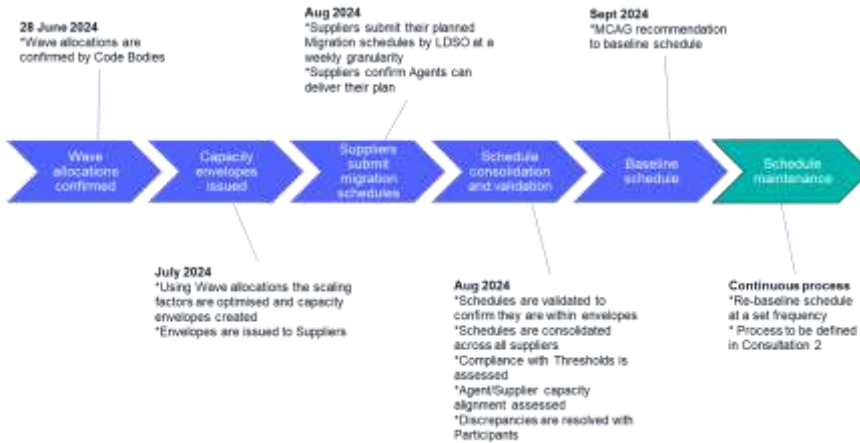 28 June 2024
*Wave allocations are
confirmed by Code Bodies
Aug 2024
*Suppliers submit their planned
Migration schedules by LDSO at a
weekly granularity
*Suppliers confirm Agents can
deliver their plan
Sept 2024
*MCAG recommendation
to baseline schedule
Wave
allocations
confirmed
Capacity
envelopes
issued
Suppliers
submit
migration
schedules
Schedule
consolidation
and validation
Baseline
schedule
Schedule
maintenance
July 2024
*Using Wave allocations the scaling
factors are optimised and capacity
envelopes created
*Envelopes are issued to Suppliers
Aug 2024
*Schedules are validated to
confirm they are within envelopes
*Schedules are consolidated
across all suppliers
*Compliance with Thresholds is
assessed
*Agent/Supplier capacity
alignment assessed
*Discrepancies are resolved with
Participants
Continuous process
*Re-baseline schedule
at a set frequency
* Process to be defined
in Consultation 2